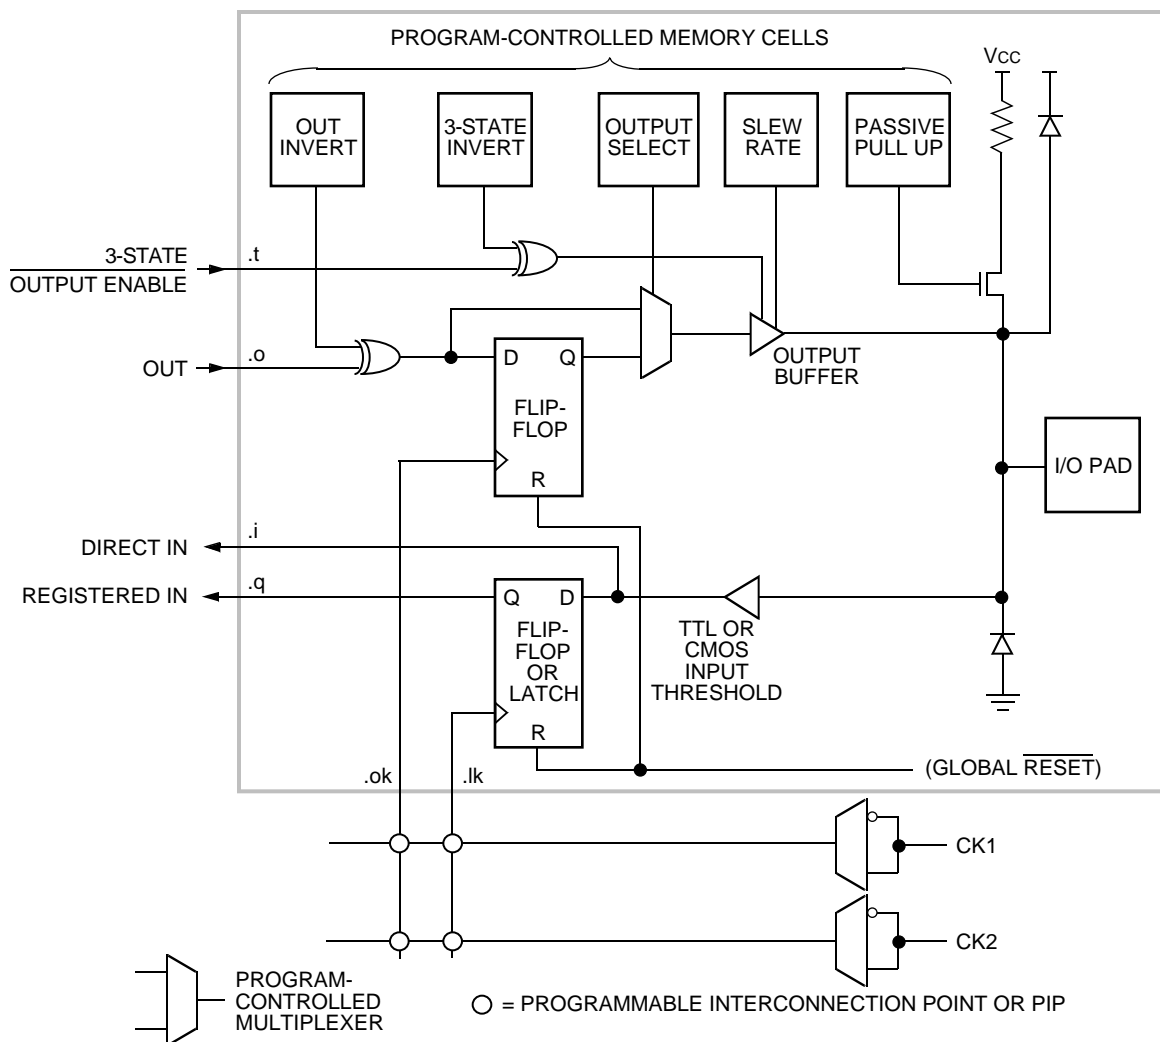 PROGRAM-CONTROLLED MEMORY CELLS
VCC
OUT
INVERT
3-STATE
INVERT
OUTPUT
SELECT
SLEW
RATE
PASSIVE
PULL UP
3-STATE
OUTPUT ENABLE
.t
OUT
.o
D Q
FLIP-
FLOP
R
OUTPUT
BUFFER
I/O PAD
DIRECT IN
.i
REGISTERED IN
.q
Q D
FLIP-
FLOP
OR
LATCH
R
TTL OR
CMOS
INPUT
THRESHOLD
(GLOBAL RESET)
.ok
.lk
CK1
CK2
PROGRAM-
CONTROLLED
MULTIPLEXER
= PROGRAMMABLE INTERCONNECTION POINT OR PIP